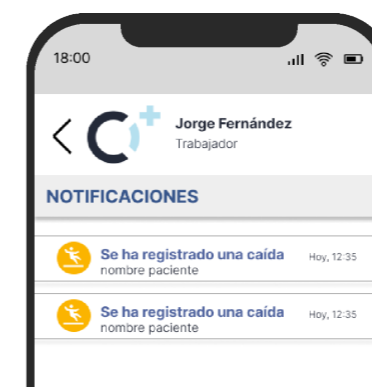 18:00
Jorge Fernández
Trabajador
NOTIFICACIONES
Se ha registrado una caída Hoy, 12:35
nombre paciente
Se ha registrado una caída Hoy, 12:35
nombre paciente